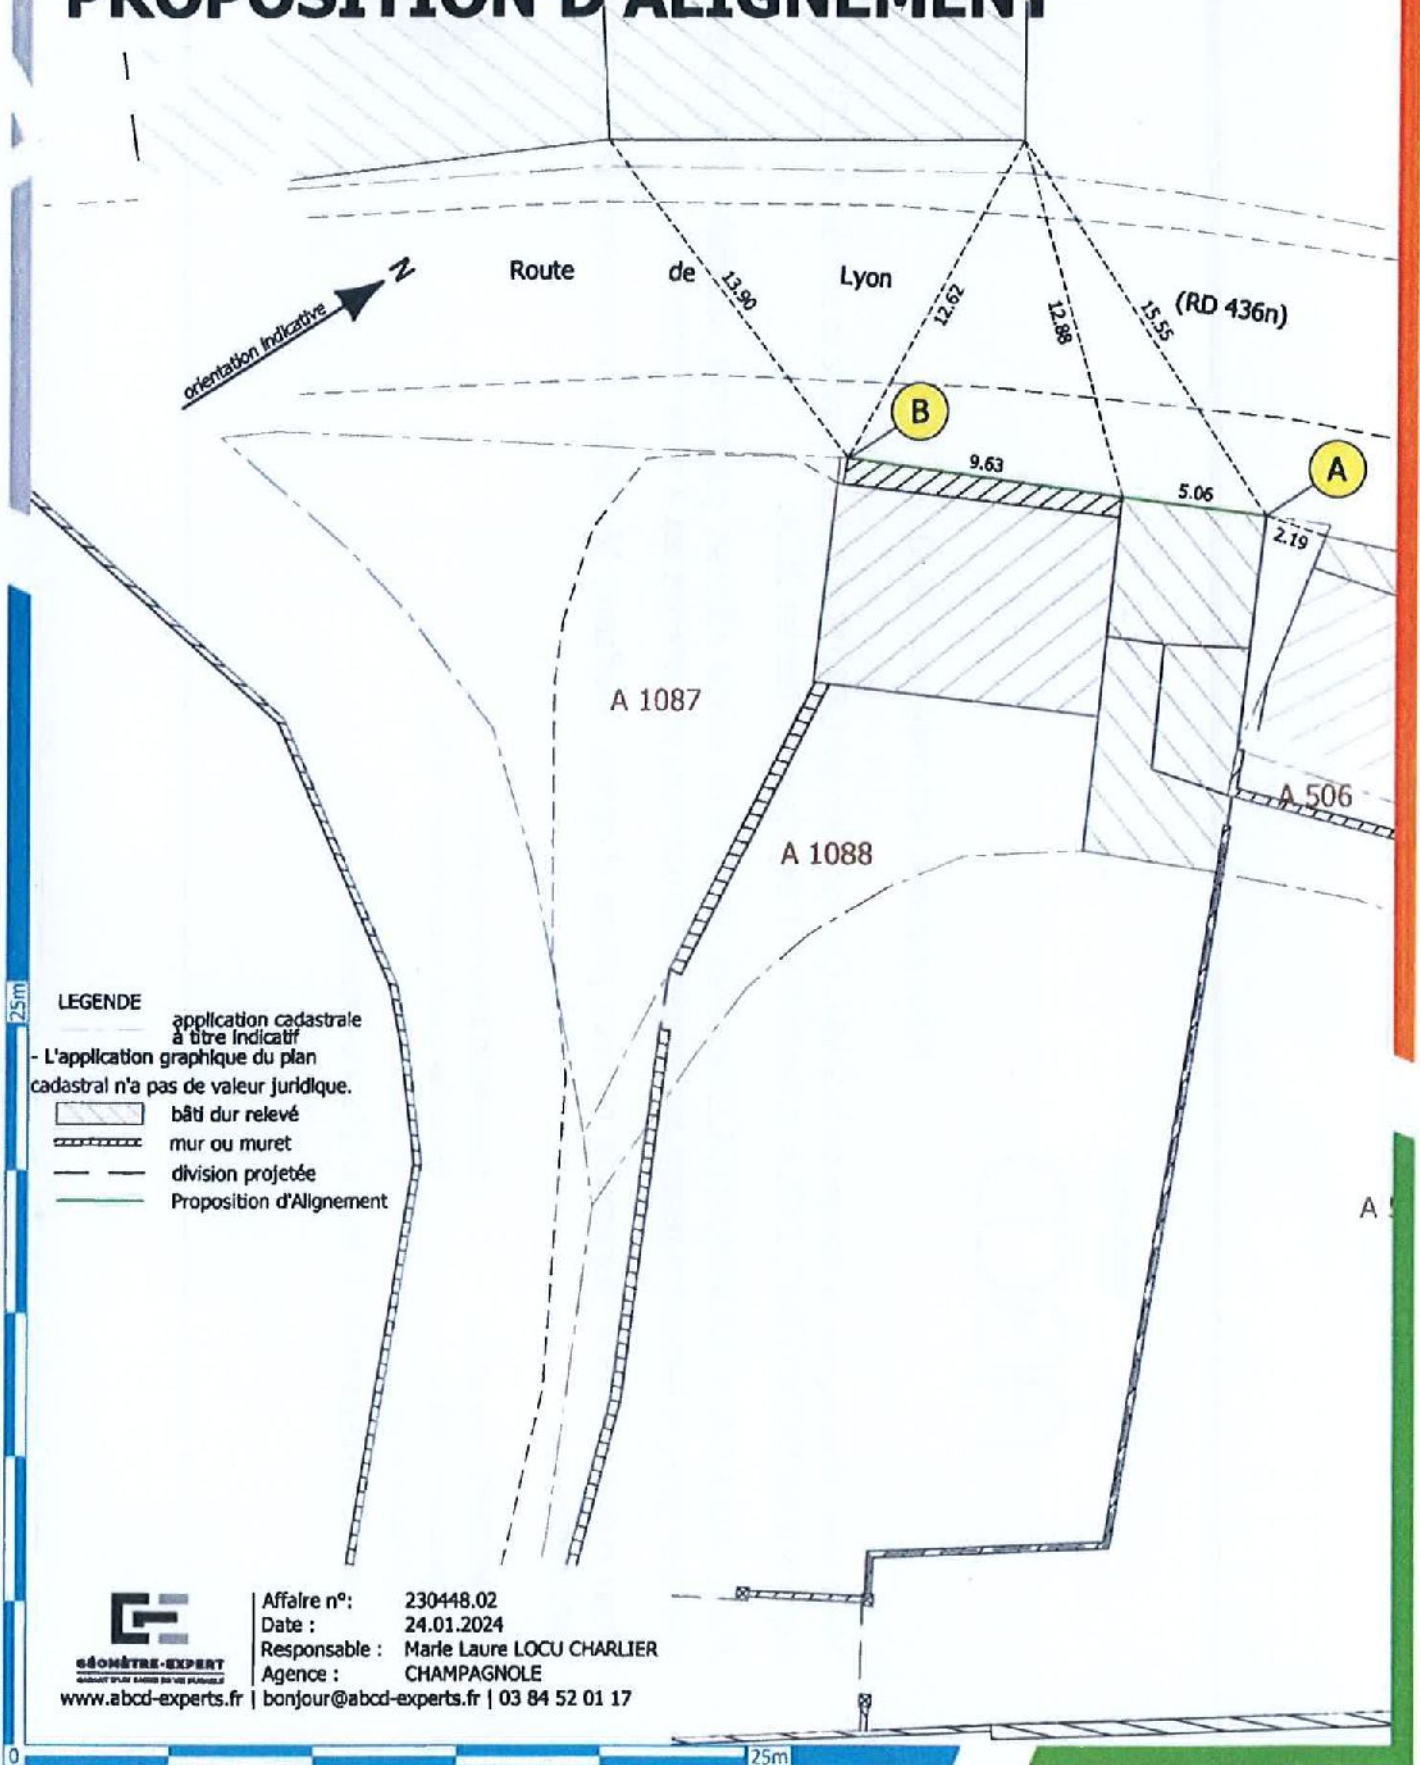 PROPOSITION D'ALIGNEMENT
N
orientation indicative
Route de Lyon (RD 436n)
13.90
12.62
12.88
15.55
B
9.63
A
5.06
2.19
A 1087
A 506
A 1088
25m
LEGENDE
application cadastrale
à titre indicatif
- L'application graphique du plan
cadastral n'a pas de valeur juridique.
bâti dur relevé
mur ou muret
division projetée
Proposition d'Alignement
A
GÉOMÈTRE-EXPERT
Affaire n°: 230448.02
Date : 24.01.2024
Responsable : Marie Laure LOCU CHARLIER
Agence : CHAMPAGNOLE
www.abcd-experts.fr | bonjour@abcd-experts.fr | 03 84 52 01 17
0
25m